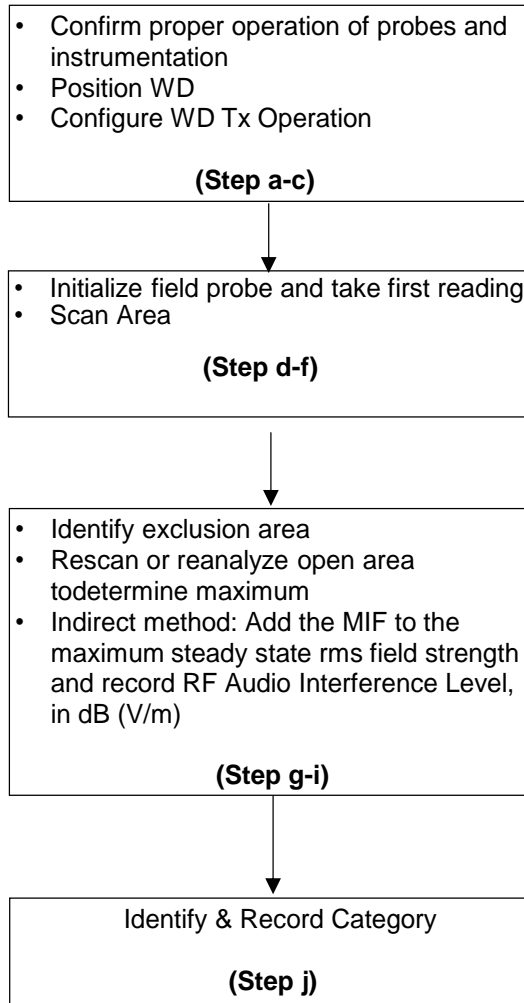 • Confirm proper operation of probes and
instrumentation
• Position WD
• Configure WD Tx Operation
(Step a-c)
• Initialize field probe and take first reading
• Scan Area
(Step d-f)
• Identify exclusion area
• Rescan or reanalyze open area
todetermine maximum
• Indirect method: Add the MIF to the
maximum steady state rms field strength
and record RF Audio Interference Level,
in dB (V/m)
(Step g-i)
Identify & Record Category
(Step j)